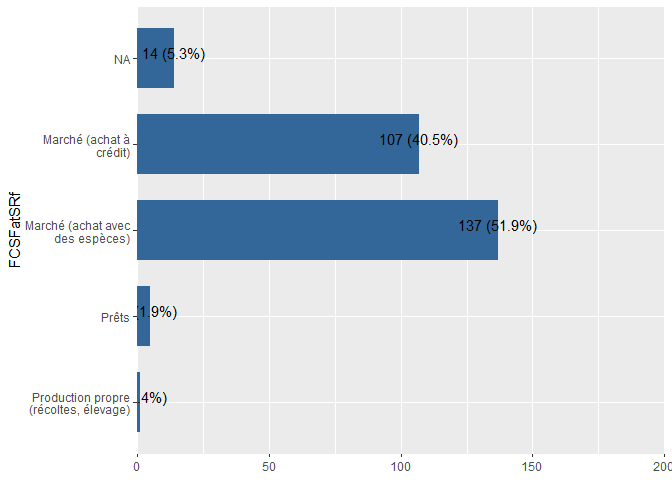 FCSFatSRf
NA
14 (5.3%)
Marché (achat à
crédit)
107 (40.5%)
Marché (achat avec
des espèces)
137 (51.9%)
Prêts
1.9%)
Production propre
(récoltes, élevage)
4%)
0
50
100
150
200